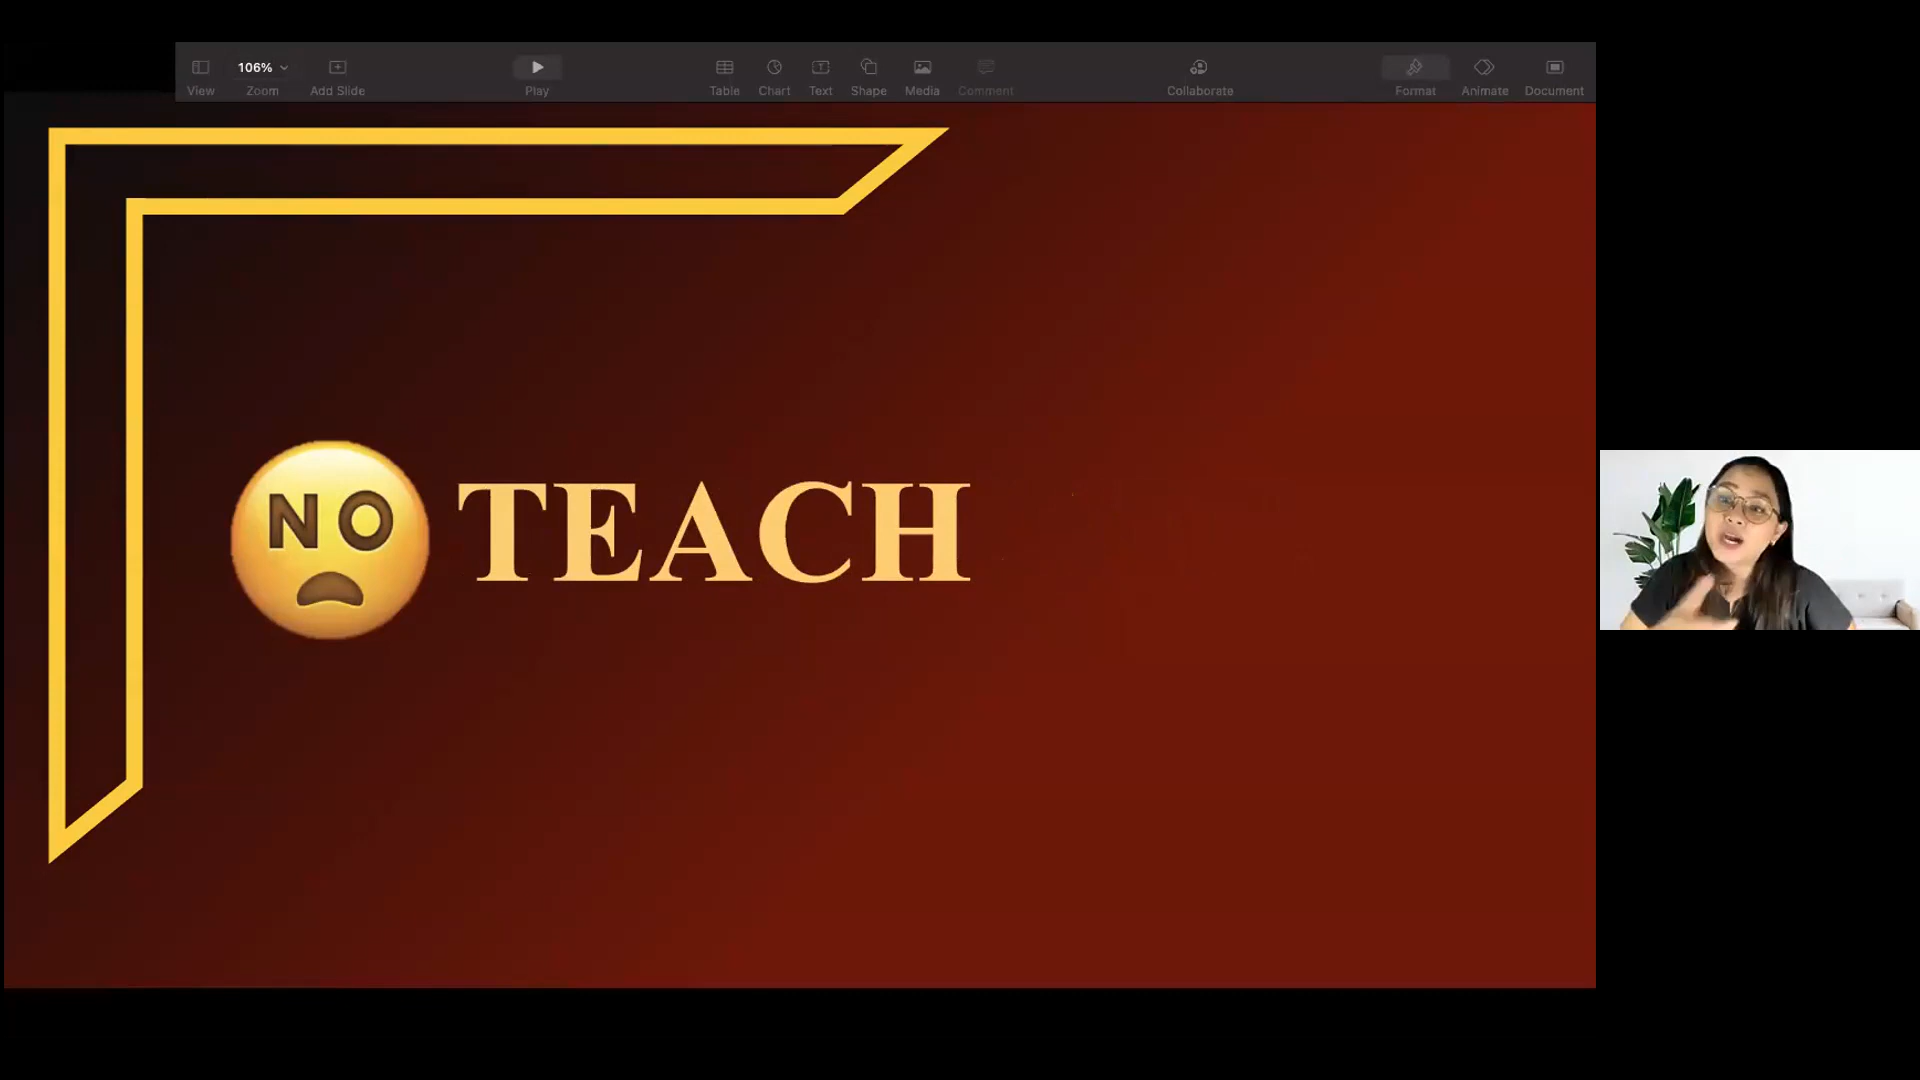 106%
View Zoom Add Slide Play Table Chart Text Shape Media Comment Collaborate Format Animate Document
NO TEACH